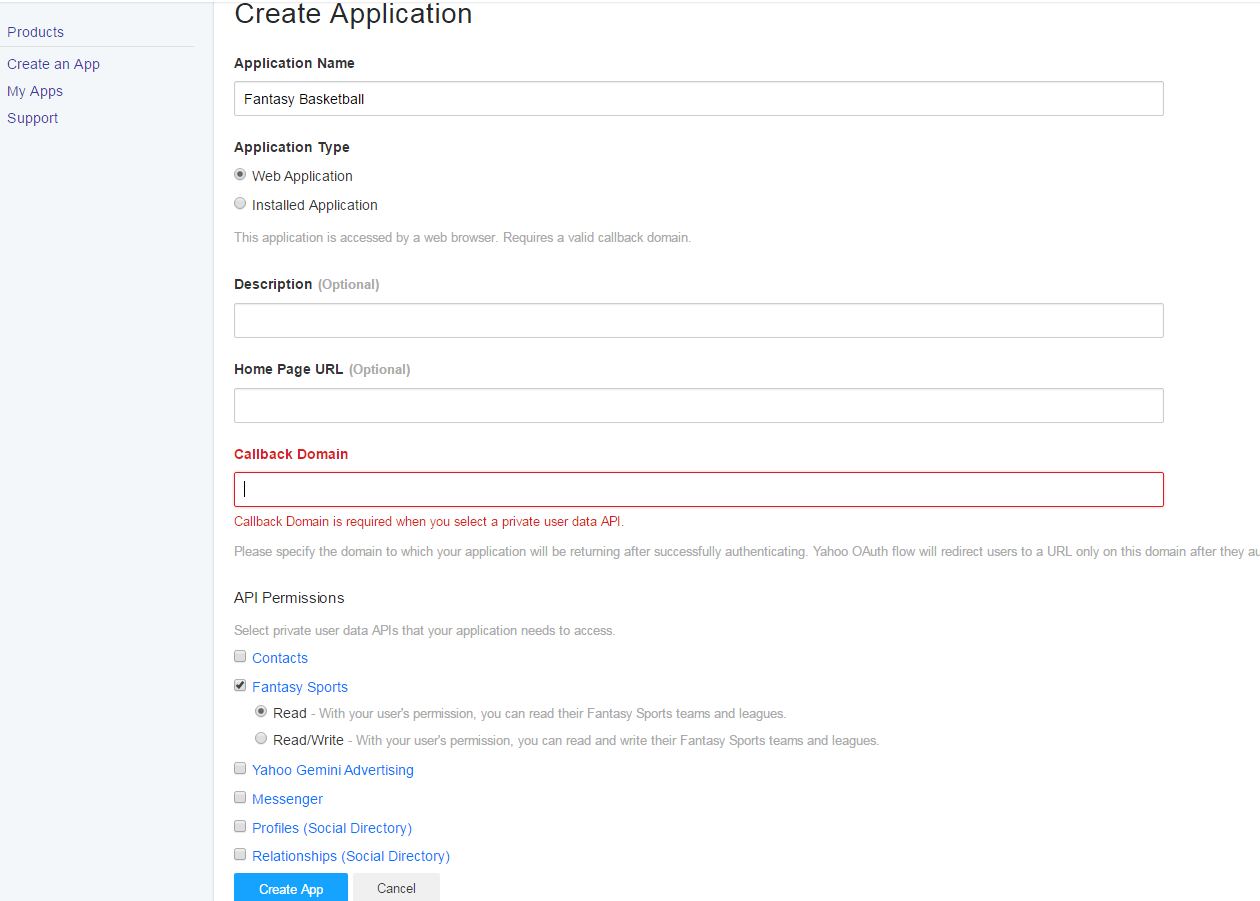 Create Application
Products
Create an App
My Apps
Support
Application Name
Fantasy Basketball
Application Type
Web Application
Installed Application
This application is accessed by a web browser. Requires a valid callback domain.
Description (Optional)
Home Page URL (Optional)
Callback Domain
Callback Domain is required when you select a private user data API.
Please specify the domain to which your application will be returning after successfully authenticating. Yahoo OAuth flow will redirect users to a URL only on this domain after they au
API Permissions
Select private user data APIs that your application needs to access.
Contacts
Fantasy Sports
Read - With your user's permission, you can read their Fantasy Sports teams and leagues.
Read/Write - With your user's permission, you can read and write their Fantasy Sports teams and leagues.
Yahoo Gemini Advertising
Messenger
Profiles (Social Directory)
Relationships (Social Directory)
Create App
Cancel